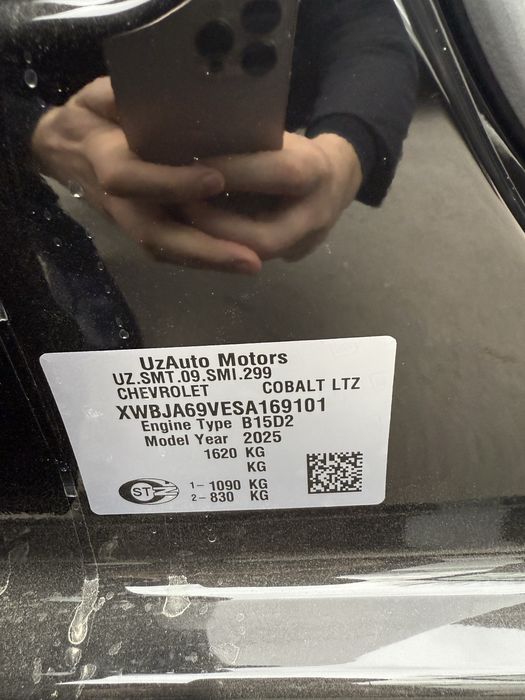 UzAuto Motors
UZ.SMT.09.SMI.299
CHEVROLET COBALT LTZ
XWBJA69VESA169101
Engine Type B15D2
Model Year 2025
1620 KG
KG
ST 1– 1090 KG
2– 830 KG